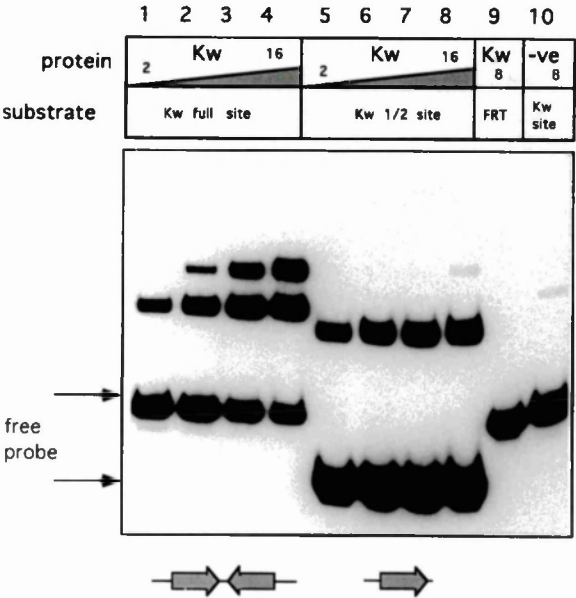 1 2 3 4 5 6 7 8 9 10
protein 2 Kw 16 2 Kw 16 Kw 8 -ve 8
substrate Kw full site Kw 1/2 site FRT Kw site
free
probe